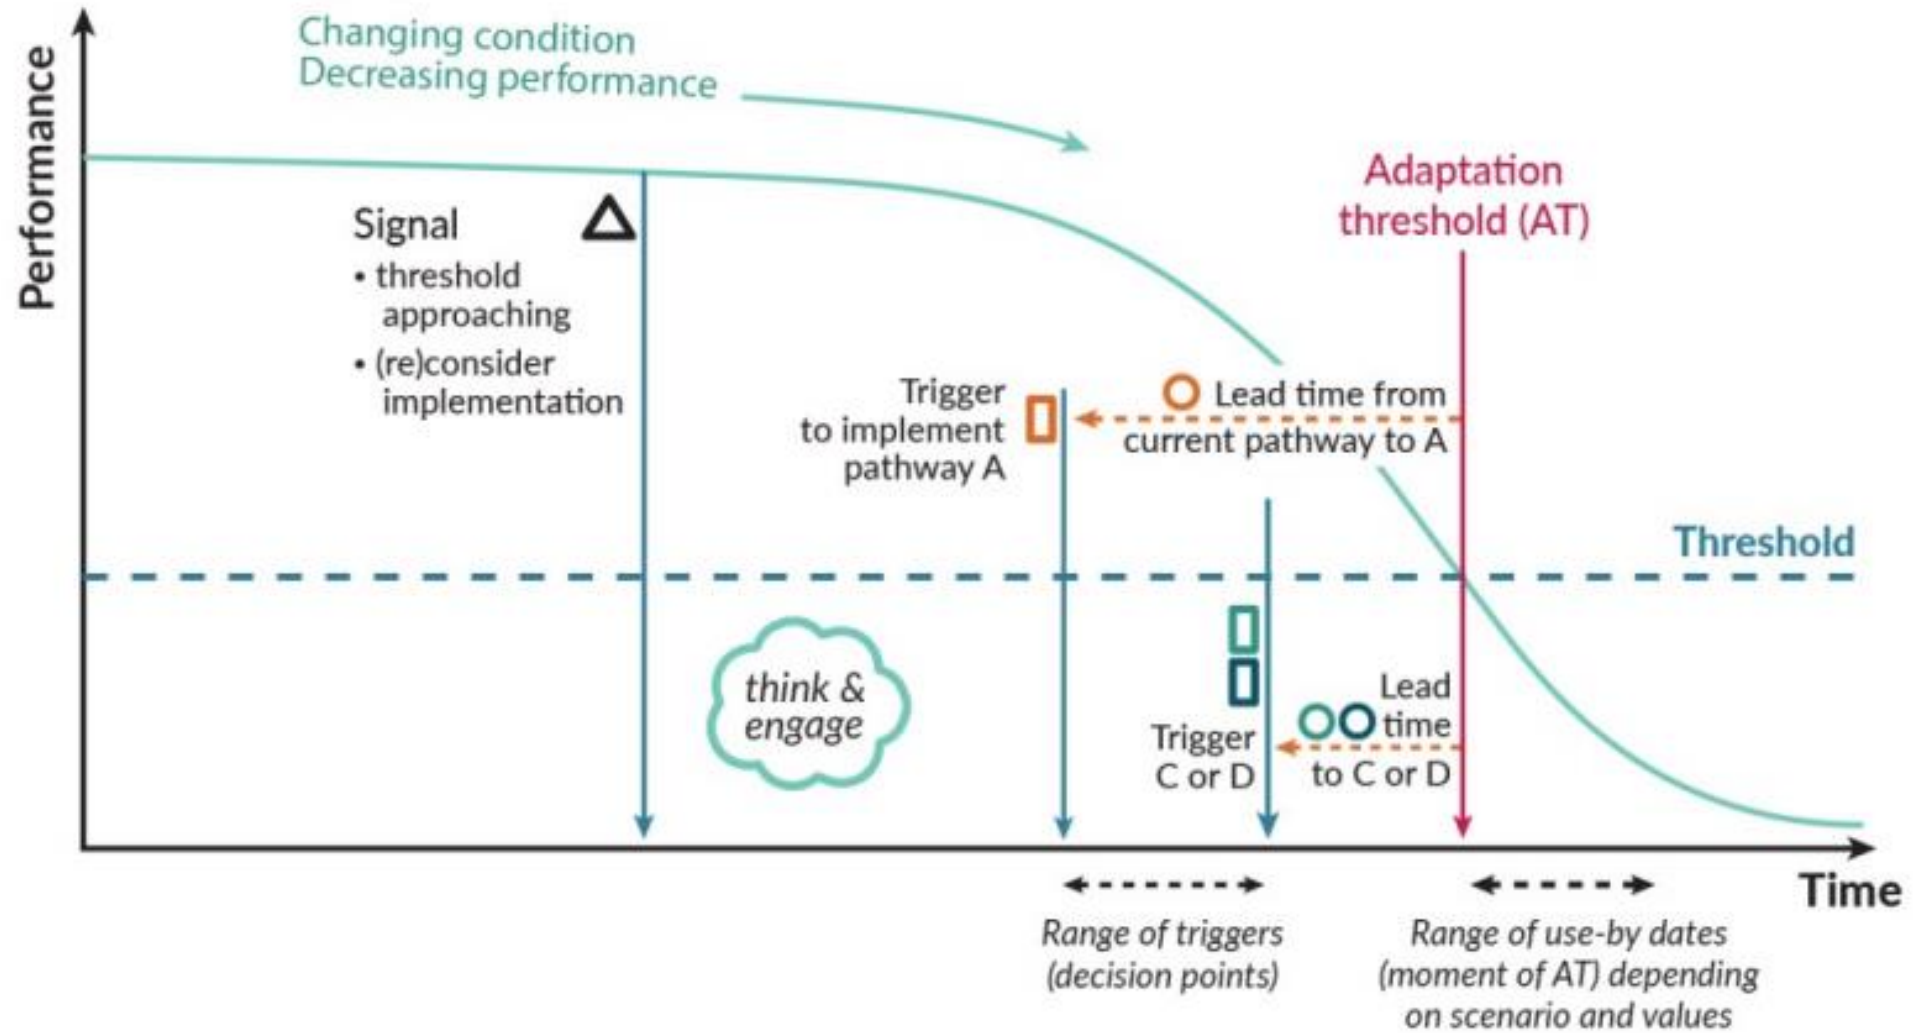 Performance
Changing condition
Decreasing performance
Signal
• threshold
approaching
• (re)consider
implementation
Adaptation
threshold (AT)
Trigger
to implement
pathway A
Lead time from
current pathway to A
Threshold
think &
engage
Trigger
C or D
Lead
time
to C or D
Time
Range of triggers
(decision points)
Range of use-by dates
(moment of AT) depending
on scenario and values